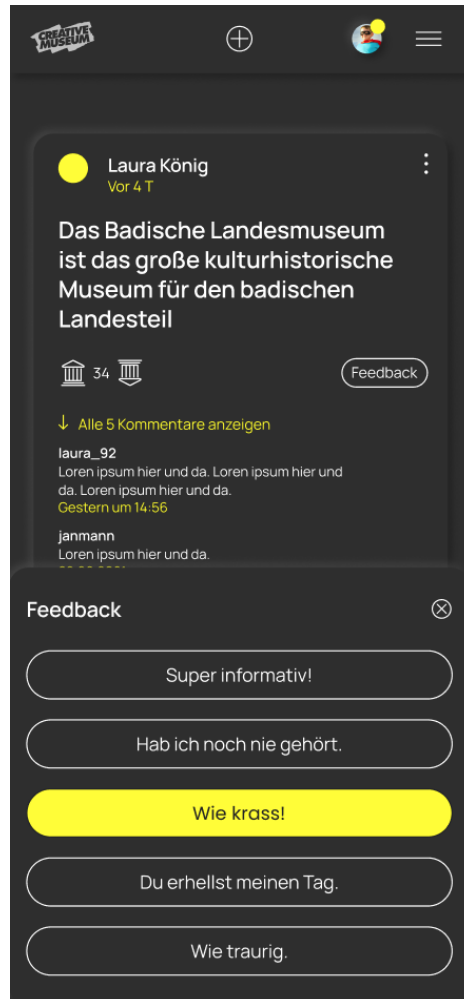 CREATIVE
MUSEUM
Laura König
Vor 4 T
Das Badische Landesmuseum
ist das große kulturhistorische
Museum für den badischen
Landesteil
34
Feedback
↓ Alle 5 Kommentare anzeigen
laura_92
Loren ipsum hier und da. Loren ipsum hier und
da. Loren ipsum hier und da.
Gestern um 14:56
janmann
Loren ipsum hier und da.
Feedback
Super informativ!
Hab ich noch nie gehört.
Wie krass!
Du erhellst meinen Tag.
Wie traurig.